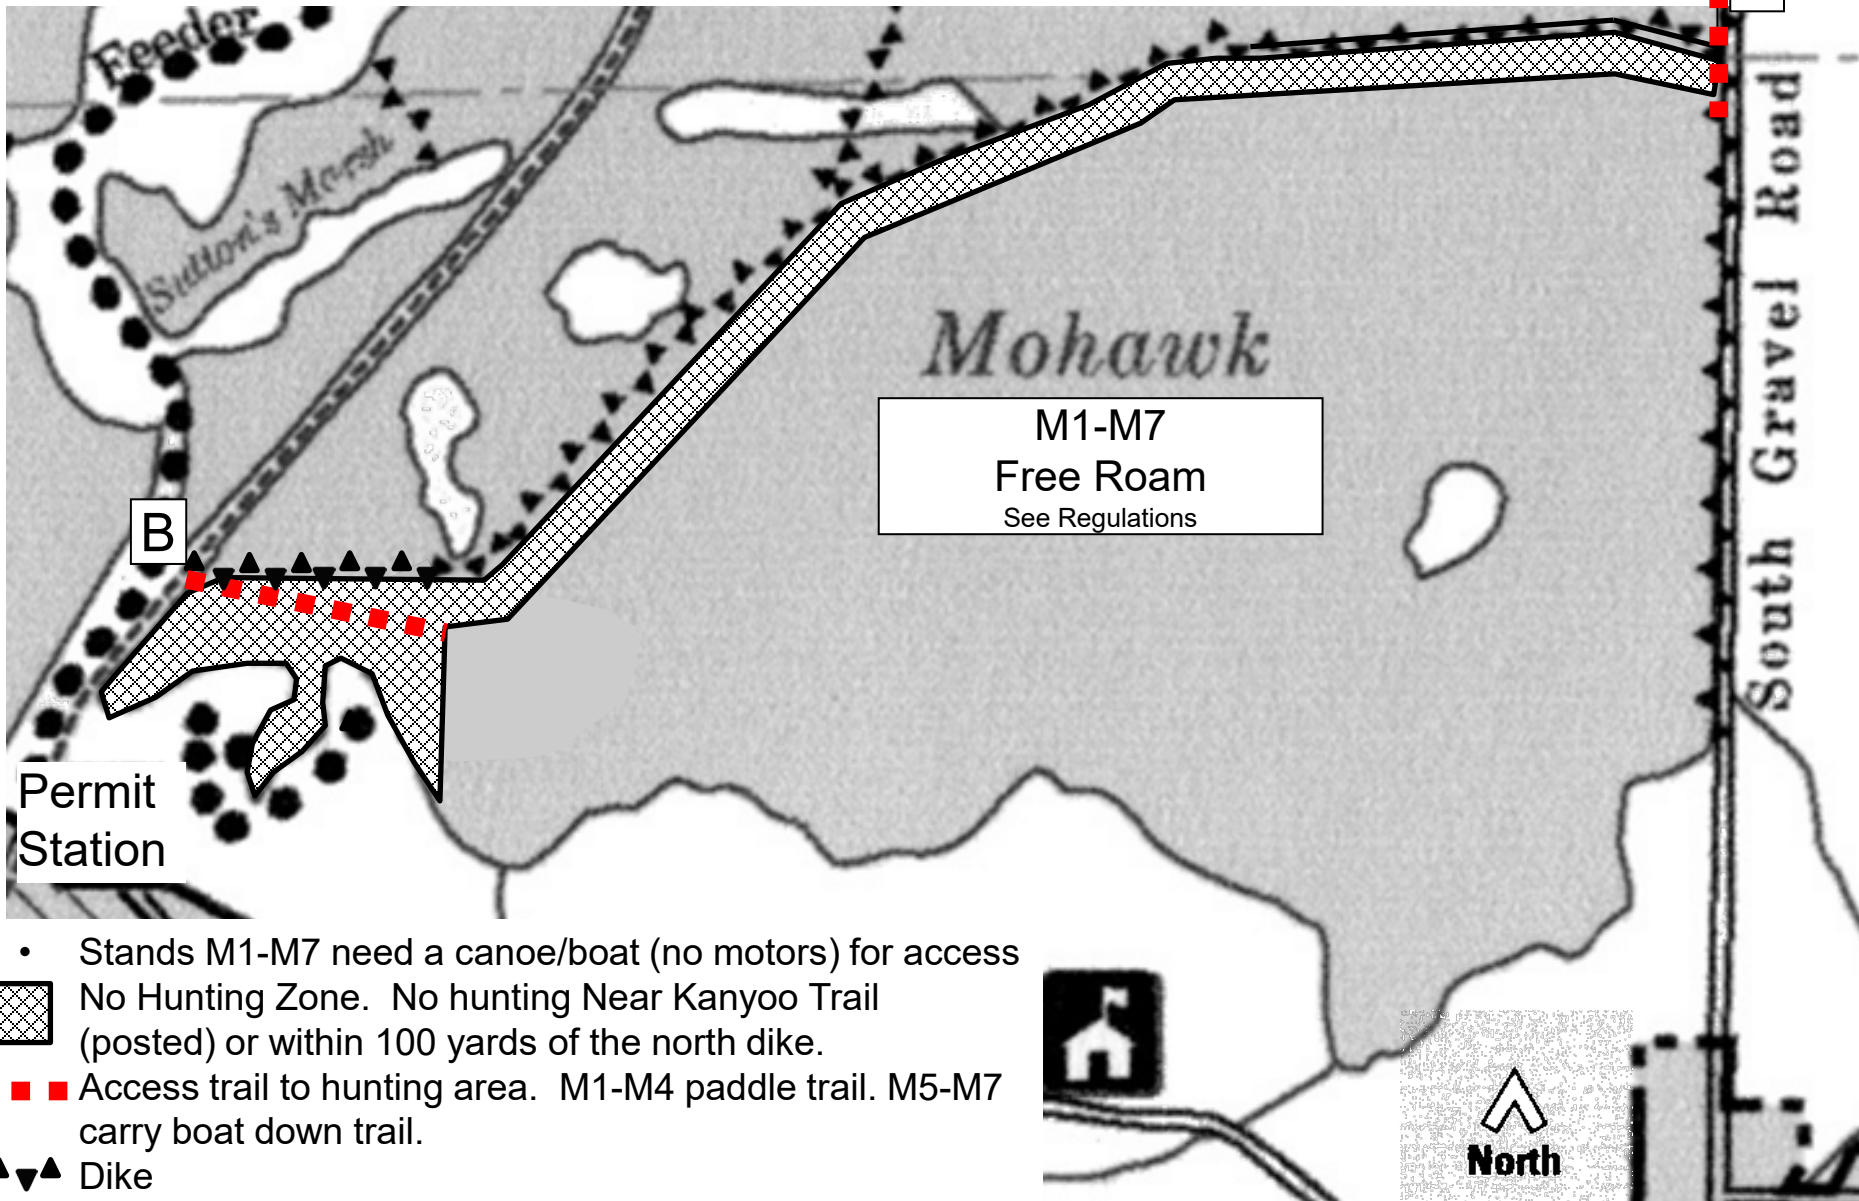 Feeder
Sutton's Marsh
Mohawk
M1-M7
Free Roam
See Regulations
South Gravel Road
B
Permit
Station
• Stands M1-M7 need a canoe/boat (no motors) for access
No Hunting Zone.  No hunting Near Kanyoo Trail
(posted) or within 100 yards of the north dike.
Access trail to hunting area.  M1-M4 paddle trail. M5-M7
carry boat down trail.
Dike
North